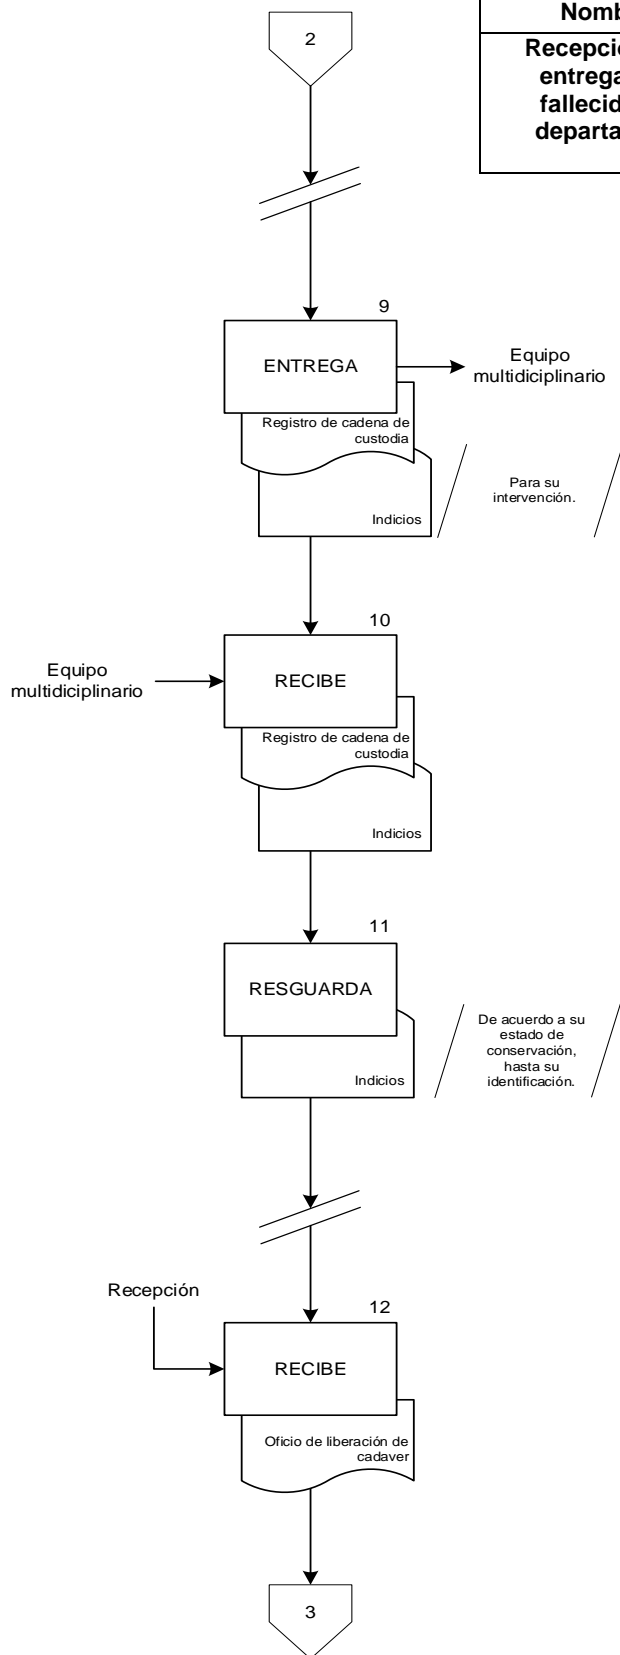 2
Nomb
Recepció
entrega
fallecid
departa
9
ENTREGA
Equipo
multidiciplinario
Registro de cadena de
custodia
Indicios
Para su
intervención.
10
Equipo
multidiciplinario
RECIBE
Registro de cadena de
custodia
Indicios
11
RESGUARDA
Indicios
De acuerdo a su
estado de
conservación,
hasta su
identificación.
Recepción
12
RECIBE
Oficio de liberación de
cadaver
3